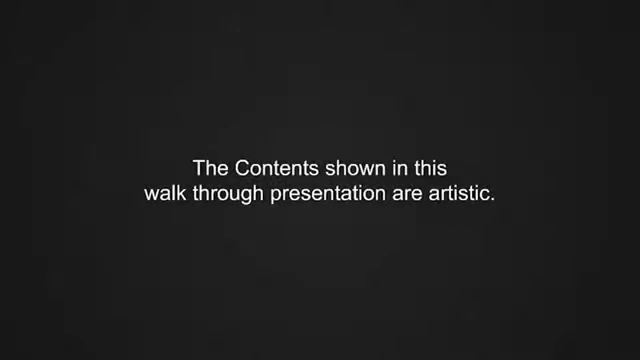 The Contents shown in this
walk through presentation are artistic.